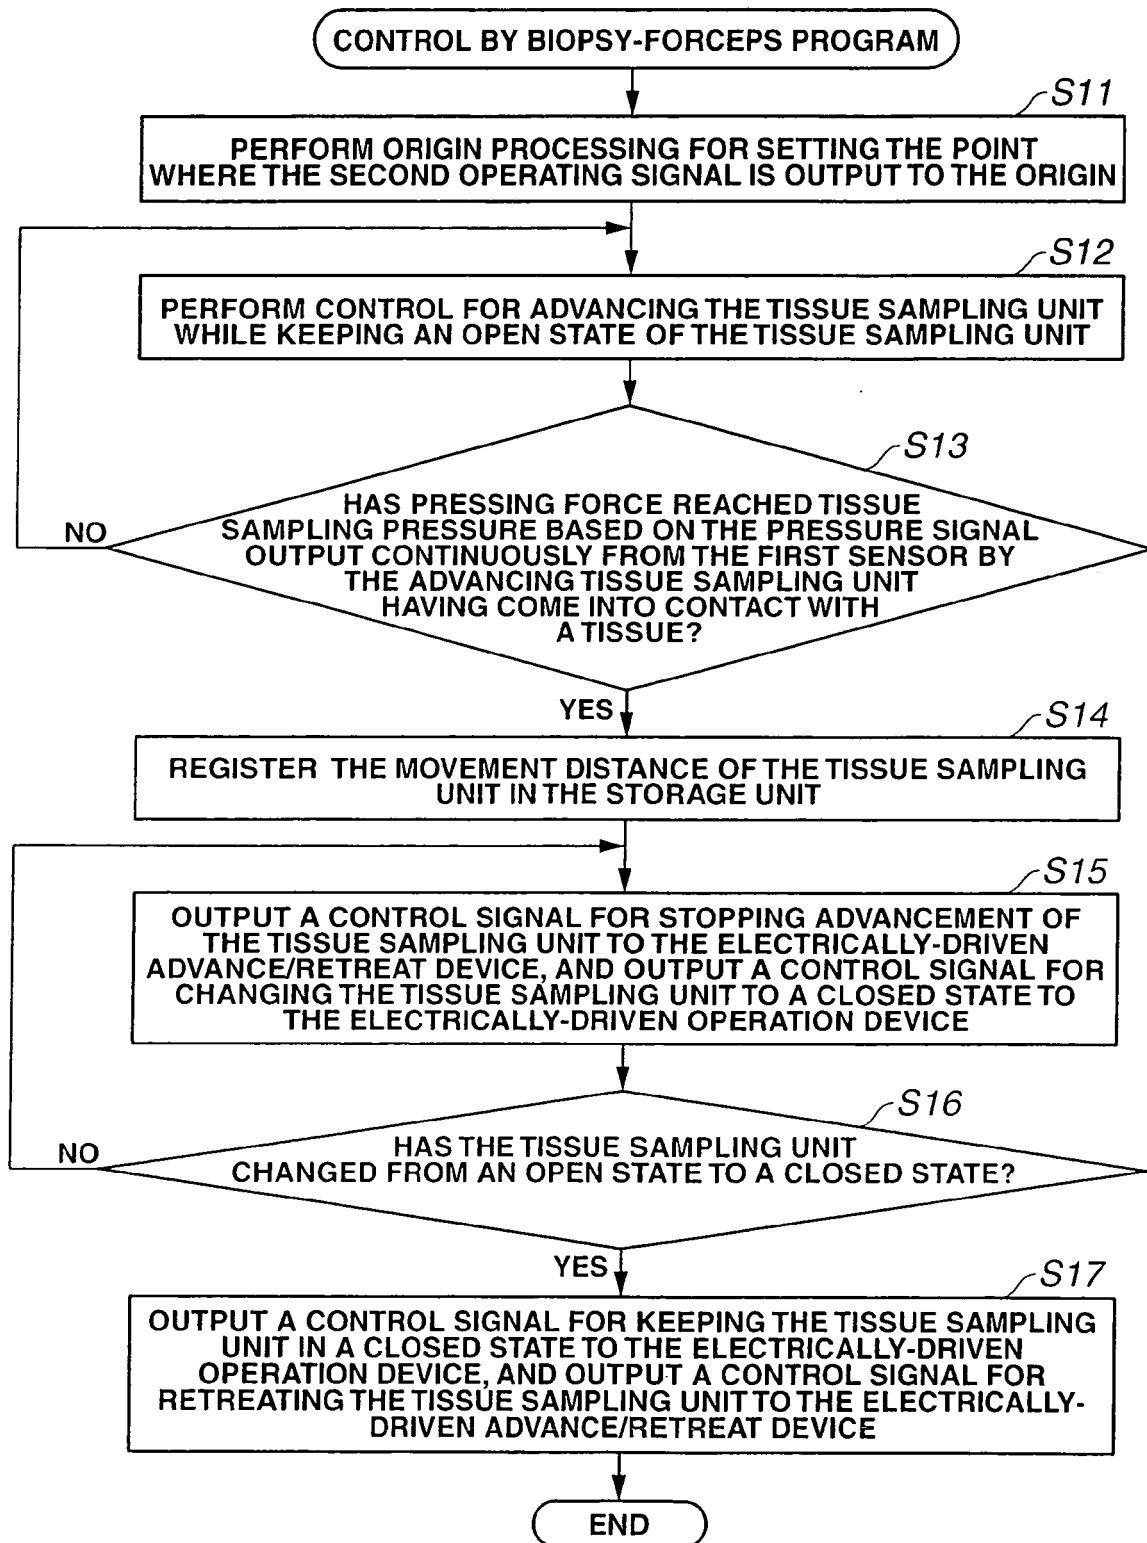 CONTROL BY BIOPSY-FORCEPS PROGRAM
S11
PERFORM ORIGIN PROCESSING FOR SETTING THE POINT
WHERE THE SECOND OPERATING SIGNAL IS OUTPUT TO THE ORIGIN
S12
PERFORM CONTROL FOR ADVANCING THE TISSUE SAMPLING UNIT
WHILE KEEPING AN OPEN STATE OF THE TISSUE SAMPLING UNIT
S13
HAS PRESSING FORCE REACHED TISSUE
SAMPLING PRESSURE BASED ON THE PRESSURE SIGNAL
OUTPUT CONTINUOUSLY FROM THE FIRST SENSOR BY
THE ADVANCING TISSUE SAMPLING UNIT
HAVING COME INTO CONTACT WITH
A TISSUE?
NO
YES
S14
REGISTER THE MOVEMENT DISTANCE OF THE TISSUE SAMPLING
UNIT IN THE STORAGE UNIT
S15
OUTPUT A CONTROL SIGNAL FOR STOPPING ADVANCEMENT OF
THE TISSUE SAMPLING UNIT TO THE ELECTRICALLY-DRIVEN
ADVANCE/RETREAT DEVICE, AND OUTPUT A CONTROL SIGNAL FOR
CHANGING THE TISSUE SAMPLING UNIT TO A CLOSED STATE TO
THE ELECTRICALLY-DRIVEN OPERATION DEVICE
S16
HAS THE TISSUE SAMPLING UNIT
CHANGED FROM AN OPEN STATE TO A CLOSED STATE?
NO
YES
S17
OUTPUT A CONTROL SIGNAL FOR KEEPING THE TISSUE SAMPLING
UNIT IN A CLOSED STATE TO THE ELECTRICALLY-DRIVEN
OPERATION DEVICE, AND OUTPUT A CONTROL SIGNAL FOR
RETREATING THE TISSUE SAMPLING UNIT TO THE ELECTRICALLY-
DRIVEN ADVANCE/RETREAT DEVICE
END